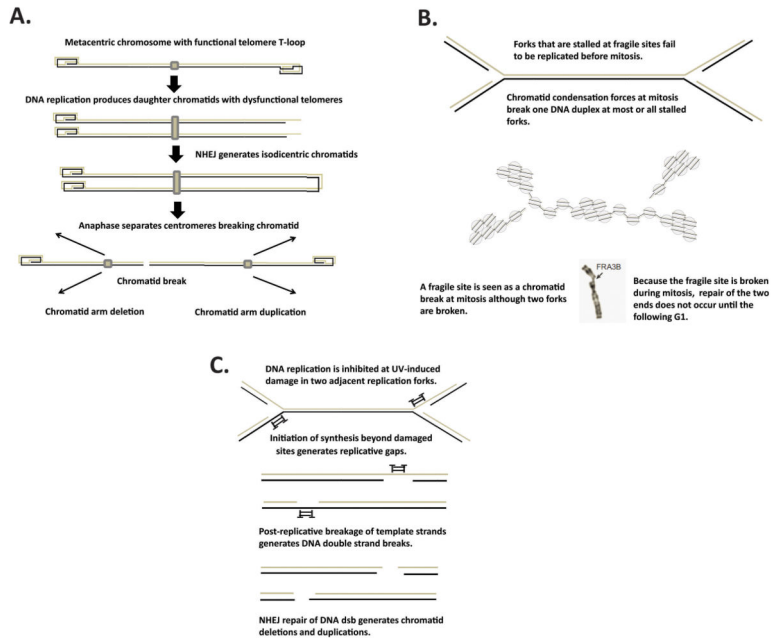 A.
Metacentric chromosome with functional telomere T-loop
DNA replication produces daughter chromatids with dysfunctional telomeres
NHEJ generates isodicentric chromatids
Anaphase separates centromeres breaking chromatid
Chromatid break
Chromatid arm deletion
Chromatid arm duplication
B.
Forks that are stalled at fragile sites fail
to be replicated before mitosis.
Chromatid condensation forces at mitosis
break one DNA duplex at most or all stalled
forks.
A fragile site is seen as a chromatid
break at mitosis although two forks
are broken.
FRA3B
Because the fragile site is broken
during mitosis, repair of the two
ends does not occur until the
following G1.
C.
DNA replication is inhibited at UV-induced
damage in two adjacent replication forks.
Initiation of synthesis beyond damaged
sites generates replicative gaps.
Post-replicative breakage of template strands
generates DNA double strand breaks.
NHEJ repair of DNA dsb generates chromatid
deletions and duplications.